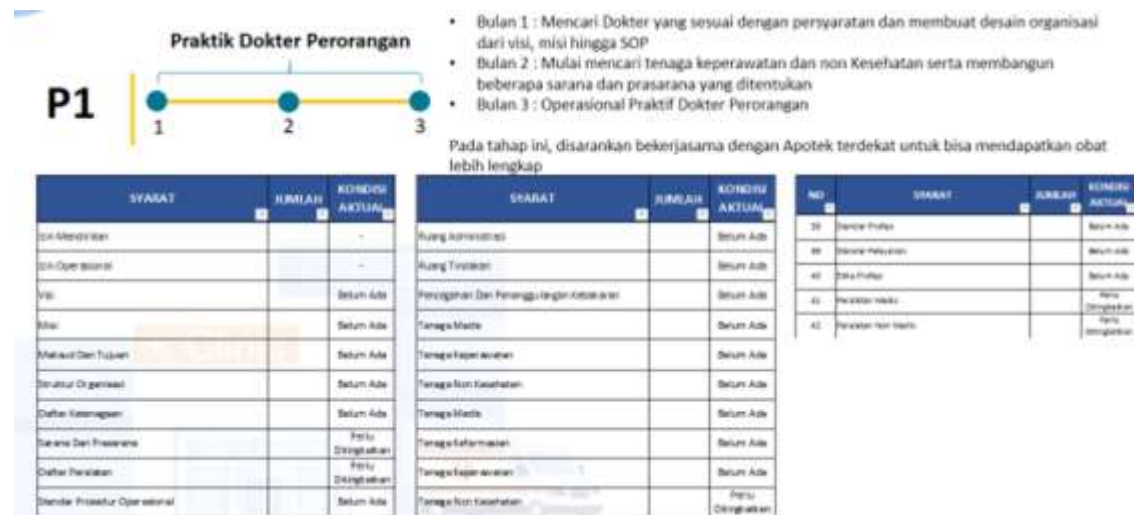 Praktik Dokter Perorangan
P1
1
2
3
• Bulan 1 : Mencari Dokter yang sesuai dengan persyaratan dan membuat desain organisasi
dari visi, misi hingga SOP
• Bulan 2 : Mulai mencari tenaga keperawatan dan non Kesehatan serta membangun
beberapa sarana dan prasarana yang ditentukan
• Bulan 3 : Operasional Praktif Dokter Perorangan
Pada tahap ini, disarankan bekerjasama dengan Apotek terdekat untuk bisa mendapatkan obat
lebih lengkap
SYARAT JUMLAH KONDISI AKTUAL
Izin Mendirikan -
Izin Operasional -
Visi Belum Ada
Misi Belum Ada
Maksud Dan Tujuan Belum Ada
Struktur Organisasi Belum Ada
Daftar Ketenagaan Belum Ada
Sarana Dan Prasarana Perlu Ditingkatkan
Daftar Peralatan Perlu Ditingkatkan
Standar Prosedur Operasional Belum Ada
SYARAT JUMLAH KONDISI AKTUAL
Ruang Administrasi Belum Ada
Ruang Tindakan Belum Ada
Pencegahan Dan Penanggulangan Kebakaran Belum Ada
Tenaga Medis Belum Ada
Tenaga Keperawatan Belum Ada
Tenaga Non Kesehatan Belum Ada
Tenaga Medis Belum Ada
Tenaga Kefarmasian Belum Ada
Tenaga Keperawatan Belum Ada
Tenaga Non Kesehatan Perlu Ditingkatkan
NO SYARAT JUMLAH KONDISI AKTUAL
Standar Profesi Belum Ada
Standar Pelayanan Belum Ada
40 Etika Profesi Belum Ada
41 Peralatan Medis Perlu Ditingkatkan
42 Peralatan Non Medis Perlu Ditingkatkan